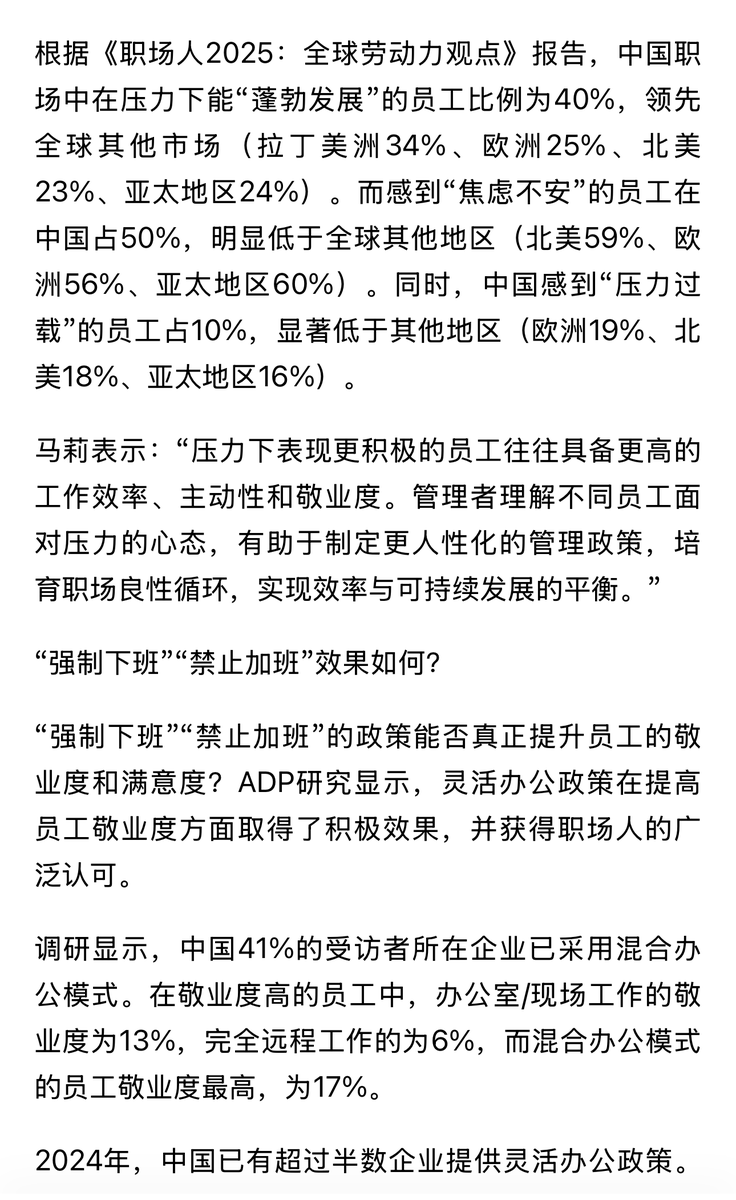 根据《职场人2025：全球劳动力观点》报告，中国职
场中在压力下能“蓬勃发展”的员工比例为40%，领先
全球其他市场（拉丁美洲34%、欧洲25%、北美
23%、亚太地区24%）。而感到“焦虑不安”的员工在
中国占50%，明显低于全球其他地区（北美59%、欧
洲56%、亚太地区60%）。同时，中国感到“压力过
载”的员工占10%，显著低于其他地区（欧洲19%、北
美18%、亚太地区16%）。
马莉表示：“压力下表现更积极的员工往往具备更高的
工作效率、主动性和敬业度。管理者理解不同员工面
对压力的心态，有助于制定更人性化的管理政策，培
育职场良性循环，实现效率与可持续发展的平衡。”
“强制下班”“禁止加班”效果如何?
“强制下班”“禁止加班”的政策能否真正提升员工的敬
业度和满意度？ADP研究显示，灵活办公政策在提高
员工敬业度方面取得了积极效果，并获得职场人的广
泛认可。
调研显示，中国41%的受访者所在企业已采用混合办
公模式。在敬业度高的员工中，办公室/现场工作的敬
业度为13%，完全远程工作的为6%，而混合办公模式
的员工敬业度最高，为17%。
2024年，中国已有超过半数企业提供灵活办公政策。